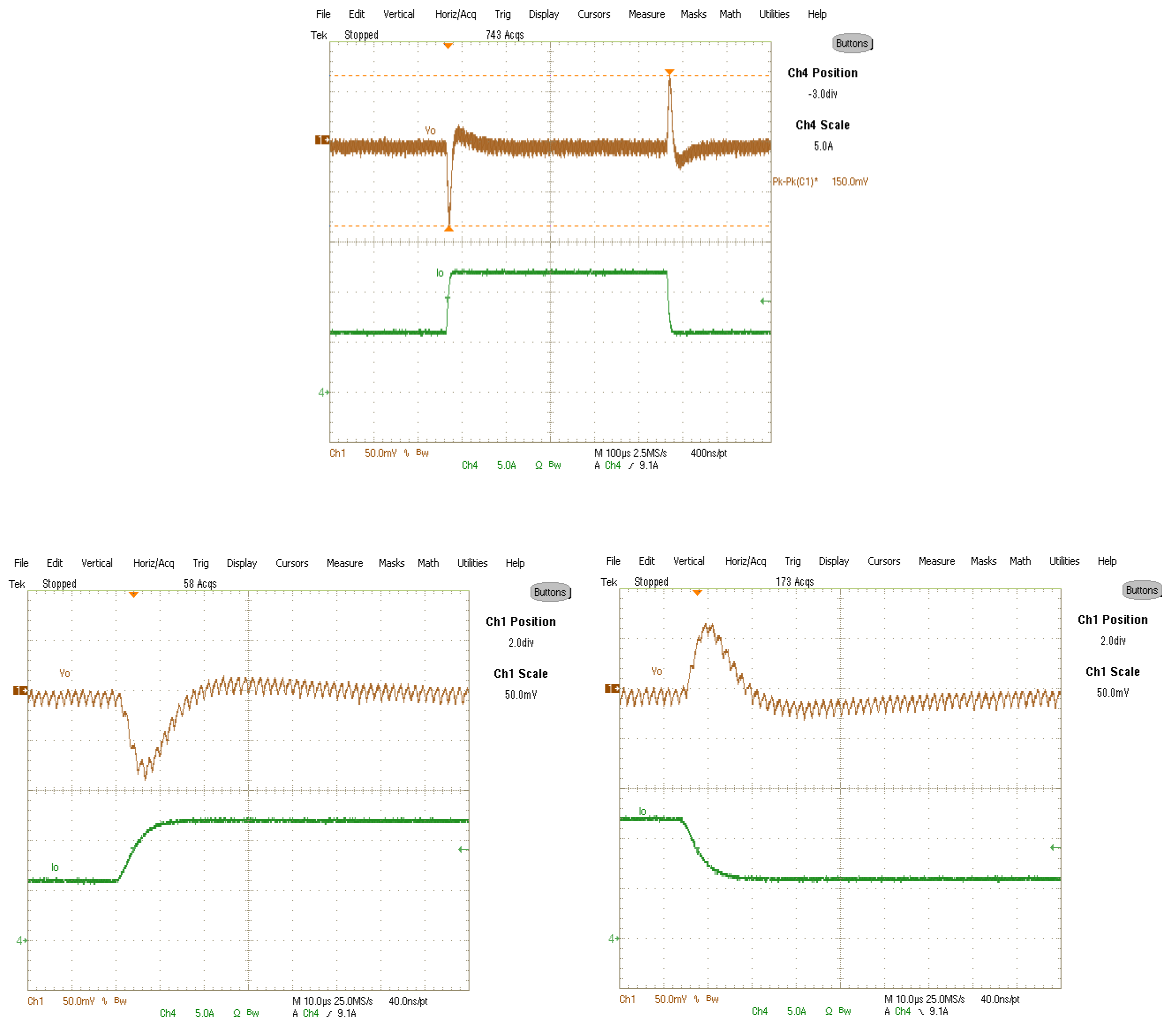 File Edit Vertical Horiz/Acq Trig Display Cursors Measure Masks Math Utilities Help
Tek Stopped 743 Acqs Buttons
Ch4 Position
-3.0div
Ch4 Scale
5.0A
Pk-Pk(C1)* 150.0mV
1
Vo
Io
4
Ch1 50.0mV % Bw M 100µs 2.5MS/s 400ns/pt
Ch4 5.0A Ω Bw A Ch4 9.1A
File Edit Vertical Horiz/Acq Trig Display Cursors Measure Masks Math Utilities Help
Tek Stopped 58 Acqs Buttons
Ch1 Position
2.0div
Ch1 Scale
50.0mV
1
Vo
Io
4
Ch1 50.0mV % Bw M 10.0µs 25.0MS/s 40.0ns/pt
Ch4 5.0A Ω Bw A Ch4 9.1A
File Edit Vertical Horiz/Acq Trig Display Cursors Measure Masks Math Utilities Help
Tek Stopped 173 Acqs Buttons
Ch1 Position
2.0div
Ch1 Scale
50.0mV
1
Vo
Io
4
Ch1 50.0mV % Bw M 10.0µs 25.0MS/s 40.0ns/pt
Ch4 5.0A Ω Bw A Ch4 9.1A